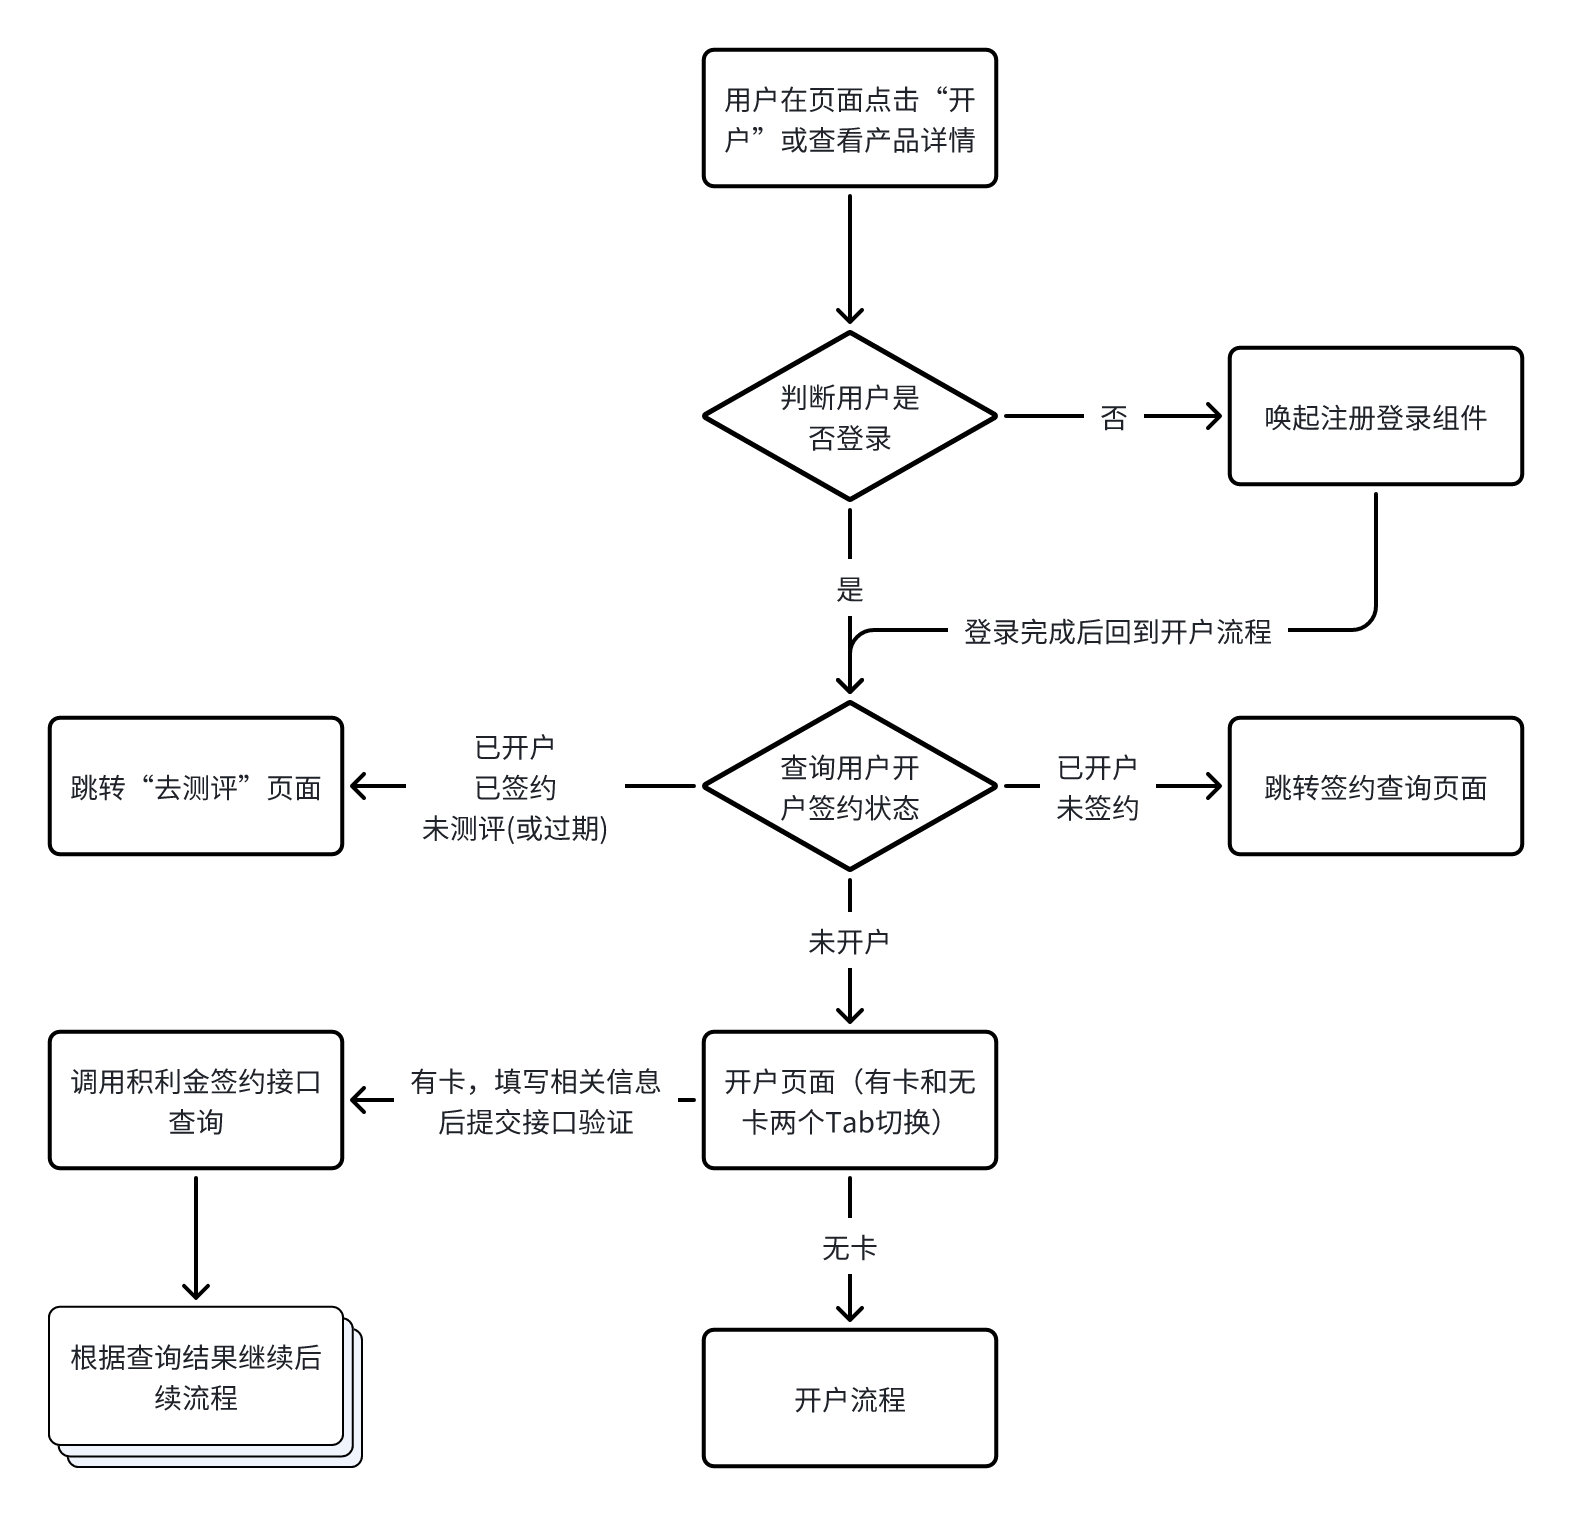 用户在页面点击“开
户”或查看产品详情
判断用户是
否登录
否
唤起注册登录组件
是
登录完成后回到开户流程
跳转“去测评”页面
已开户
已签约
未测评(或过期)
查询用户开
户签约状态
已开户
未签约
跳转签约查询页面
未开户
调用积利金签约接口
查询
有卡，填写相关信息
后提交接口验证
开户页面（有卡和无
卡两个Tab切换）
无卡
根据查询结果继续后
续流程
开户流程